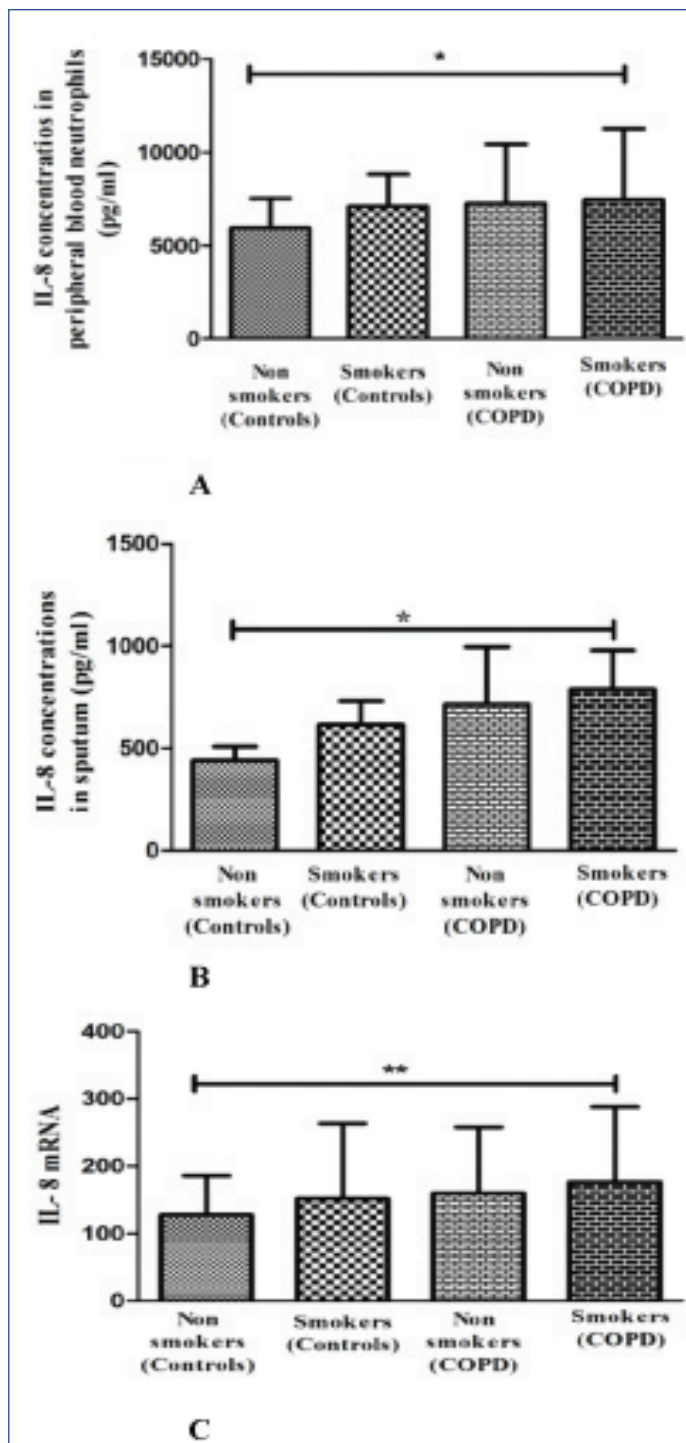 IL-8 concentratios in
peripheral blood neutrophils
(pg/ml)
15000
10000
5000
0
*
Non
smokers
(Controls)
Smokers
(Controls)
Non
smokers
(COPD)
Smokers
(COPD)
A
IL-8 concentrations
in sputum (pg/ml)
1500
1000
500
0
*
Non
smokers
(Controls)
Smokers
(Controls)
Non
smokers
(COPD)
Smokers
(COPD)
B
IL-8 mRNA
400
300
200
100
0
**
Non
smokers
(Controls)
Smokers
(Controls)
Non
smokers
(COPD)
Smokers
(COPD)
C